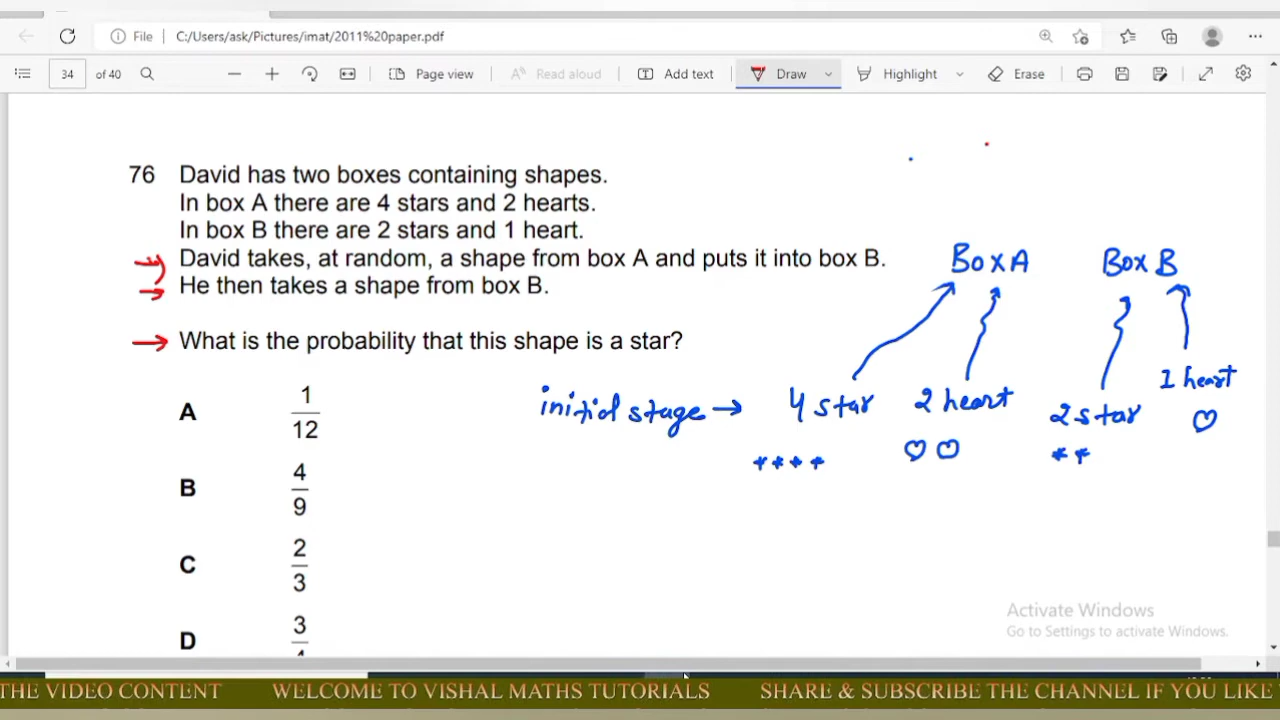 File C:/Users/ask/Pictures/imat/2011%20paper.pdf
34 of 40 Page view Read aloud Add text Draw Highlight Erase
76 David has two boxes containing shapes.
In box A there are 4 stars and 2 hearts.
In box B there are 2 stars and 1 heart.
David takes, at random, a shape from box A and puts it into box B.
He then takes a shape from box B.
Box A Box B
What is the probability that this shape is a star?
A 1/12
initial stage → 4 star 2 heart 2 star 1 heart
B 4/9
C 2/3
D 3/4
Activate Windows
Go to Settings to activate Windows.
THE VIDEO CONTENT WELCOME TO VISHAL MATHS TUTORIALS SHARE & SUBSCRIBE THE CHANNEL IF YOU LIKE